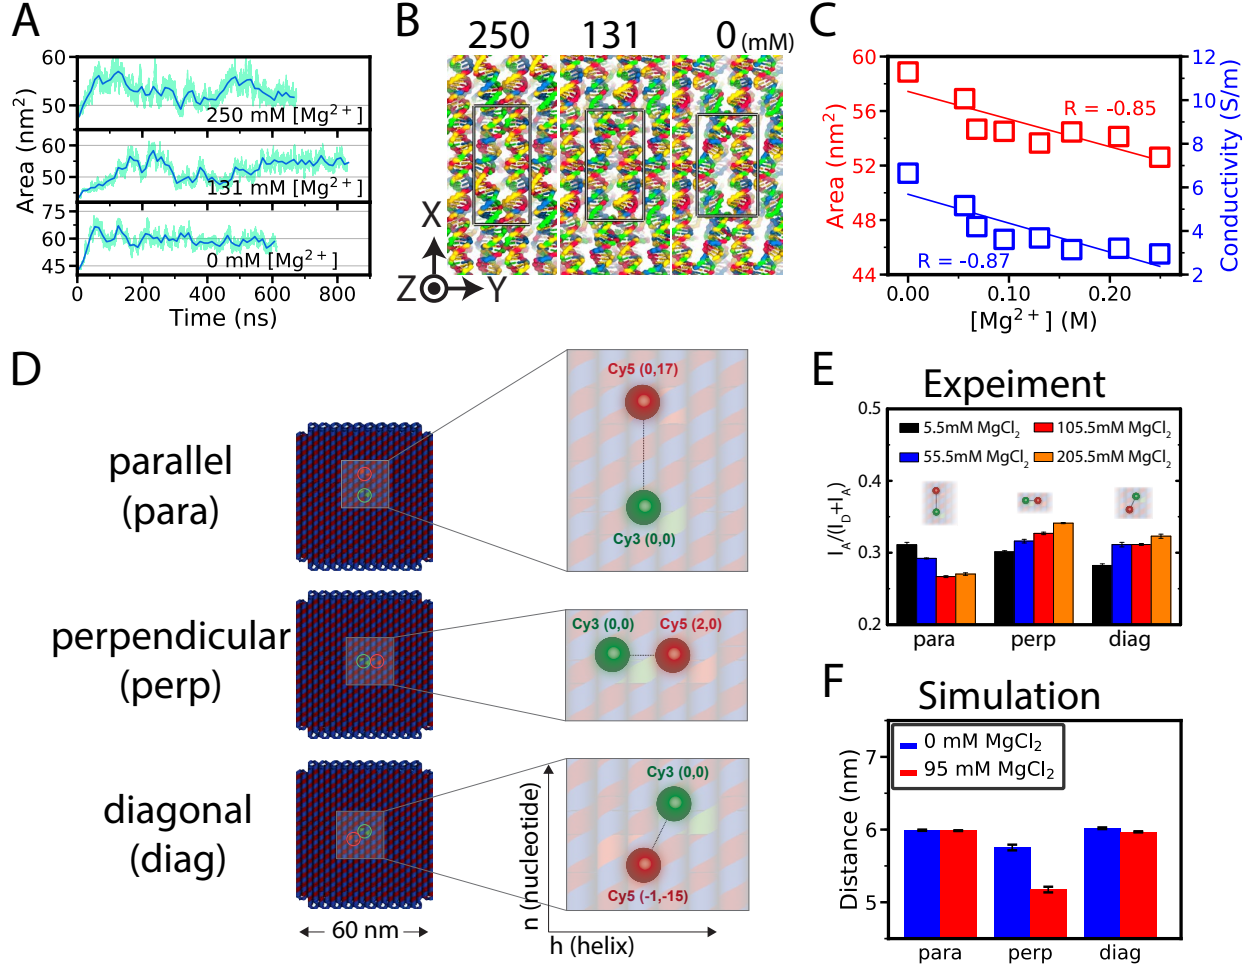 A
60
50
250 mM [Mg²⁺]
60
50
131 mM [Mg²⁺]
75
60
45
0 mM [Mg²⁺]
Area (nm²)
0 200 400 600 800
Time (ns)
B
250 131 0 (mM)
X
Z Y
C
60
56
52
48
44
Area (nm²)
12
10
8
6
4
2
Conductivity (S/m)
R = -0.85
R = -0.87
0.00 0.10 0.20
[Mg²⁺] (M)
D
parallel
(para)
Cy5 (0,17)
Cy3 (0,0)
perpendicular
(perp)
Cy3 (0,0) Cy5 (2,0)
diagonal
(diag)
Cy3 (0,0)
Cy5 (-1,-15)
60 nm
n (nucleotide)
h (helix)
E
Expeiment
0.5
0.4
0.3
0.2
I_A/(I_D+I_A)
5.5mM MgCl₂ 105.5mM MgCl₂
55.5mM MgCl₂ 205.5mM MgCl₂
para perp diag
F
Simulation
7
6
5
Distance (nm)
0 mM MgCl₂
95 mM MgCl₂
para perp diag